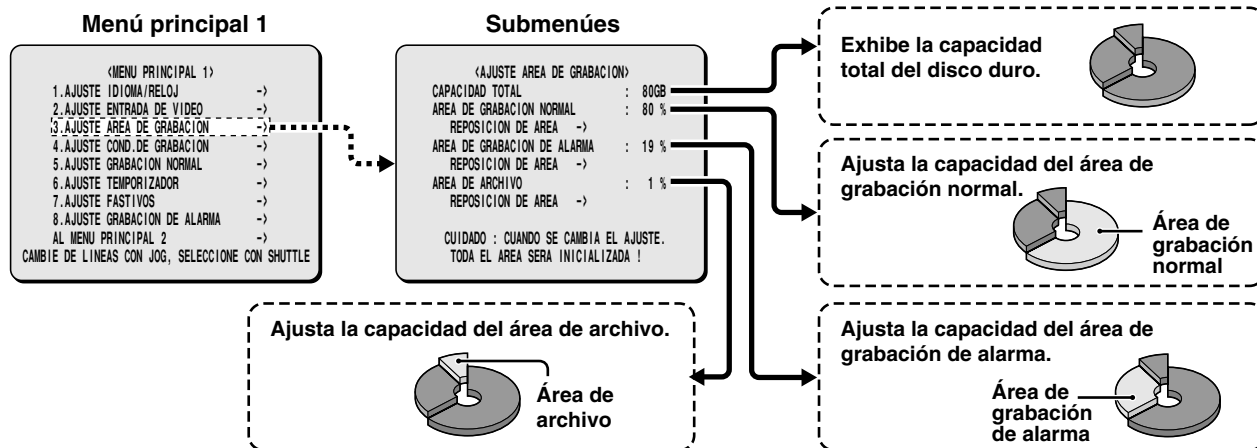 Menú principal 1
<MENU PRINCIPAL 1>
1.AJUSTE IDIOMA/RELOJ ->
2.AJUSTE ENTRADA DE VIDEO ->
3.AJUSTE AREA DE GRABACION ->
4.AJUSTE COND.DE GRABACION ->
5.AJUSTE GRABACION NORMAL ->
6.AJUSTE TEMPORIZADOR ->
7.AJUSTE FASTIVOS ->
8.AJUSTE GRABACION DE ALARMA ->
AL MENU PRINCIPAL 2 ->
CAMBIE DE LINEAS CON JOG, SELECCIONE CON SHUTTLE
Submenúes
<AJUSTE AREA DE GRABACION>
CAPACIDAD TOTAL : 80GB
AREA DE GRABACION NORMAL : 80 %
REPOSICION DE AREA ->
AREA DE GRABACION DE ALARMA : 19 %
REPOSICION DE AREA ->
AREA DE ARCHIVO : 1 %
REPOSICION DE AREA ->
CUIDADO : CUANDO SE CAMBIA EL AJUSTE.
TODA EL AREA SERA INICIALIZADA !
Exhibe la capacidad
total del disco duro.
Ajusta la capacidad del área de
grabación normal.
Área de
grabación
normal
Ajusta la capacidad del área de archivo.
Área de
archivo
Ajusta la capacidad del área de
grabación de alarma.
Área de
grabación
de alarma